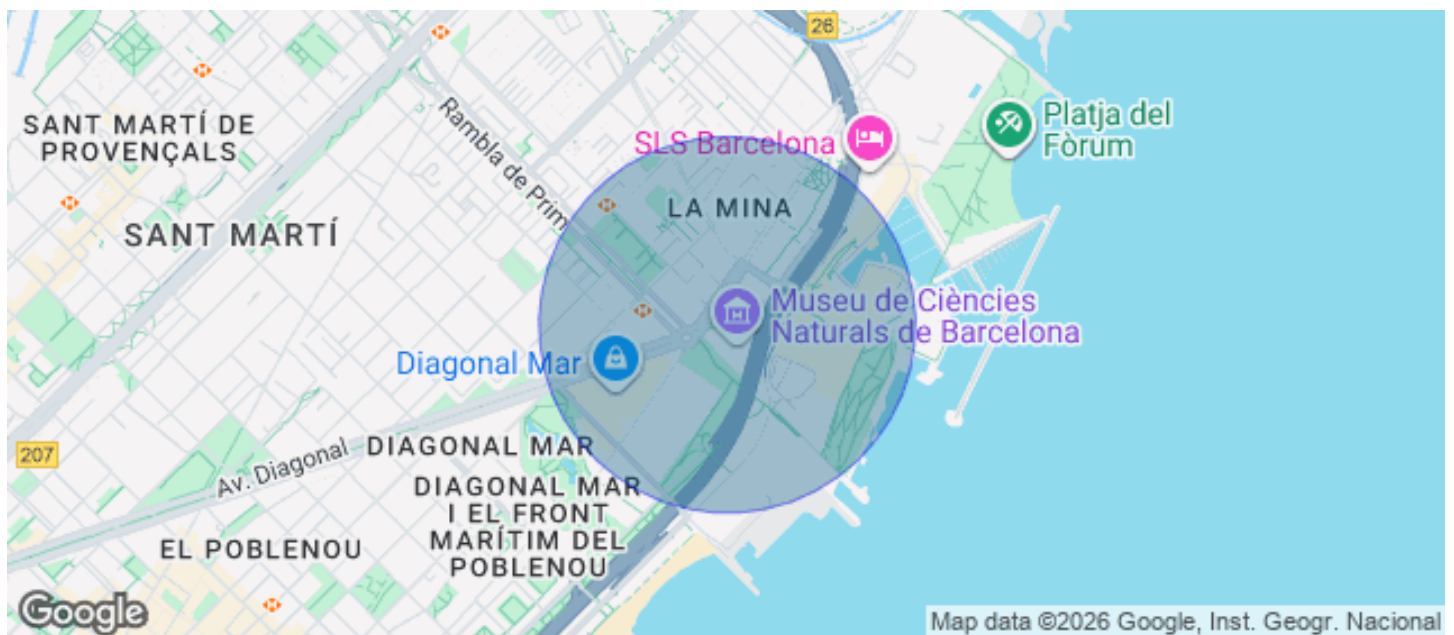 26
SANT MARTÍ DE
PROVENÇALS
Rambla de Prim
SLS Barcelona
Platja del
Fòrum
LA MINA
SANT MARTÍ
Museu de Ciències
Naturals de Barcelona
Diagonal Mar
207
Av. Diagonal
DIAGONAL MAR
DIAGONAL MAR
I EL FRONT
MARÍTIM DEL
POBLENOU
EL POBLENOU
Google
Map data ©2026 Google, Inst. Geogr. Nacional